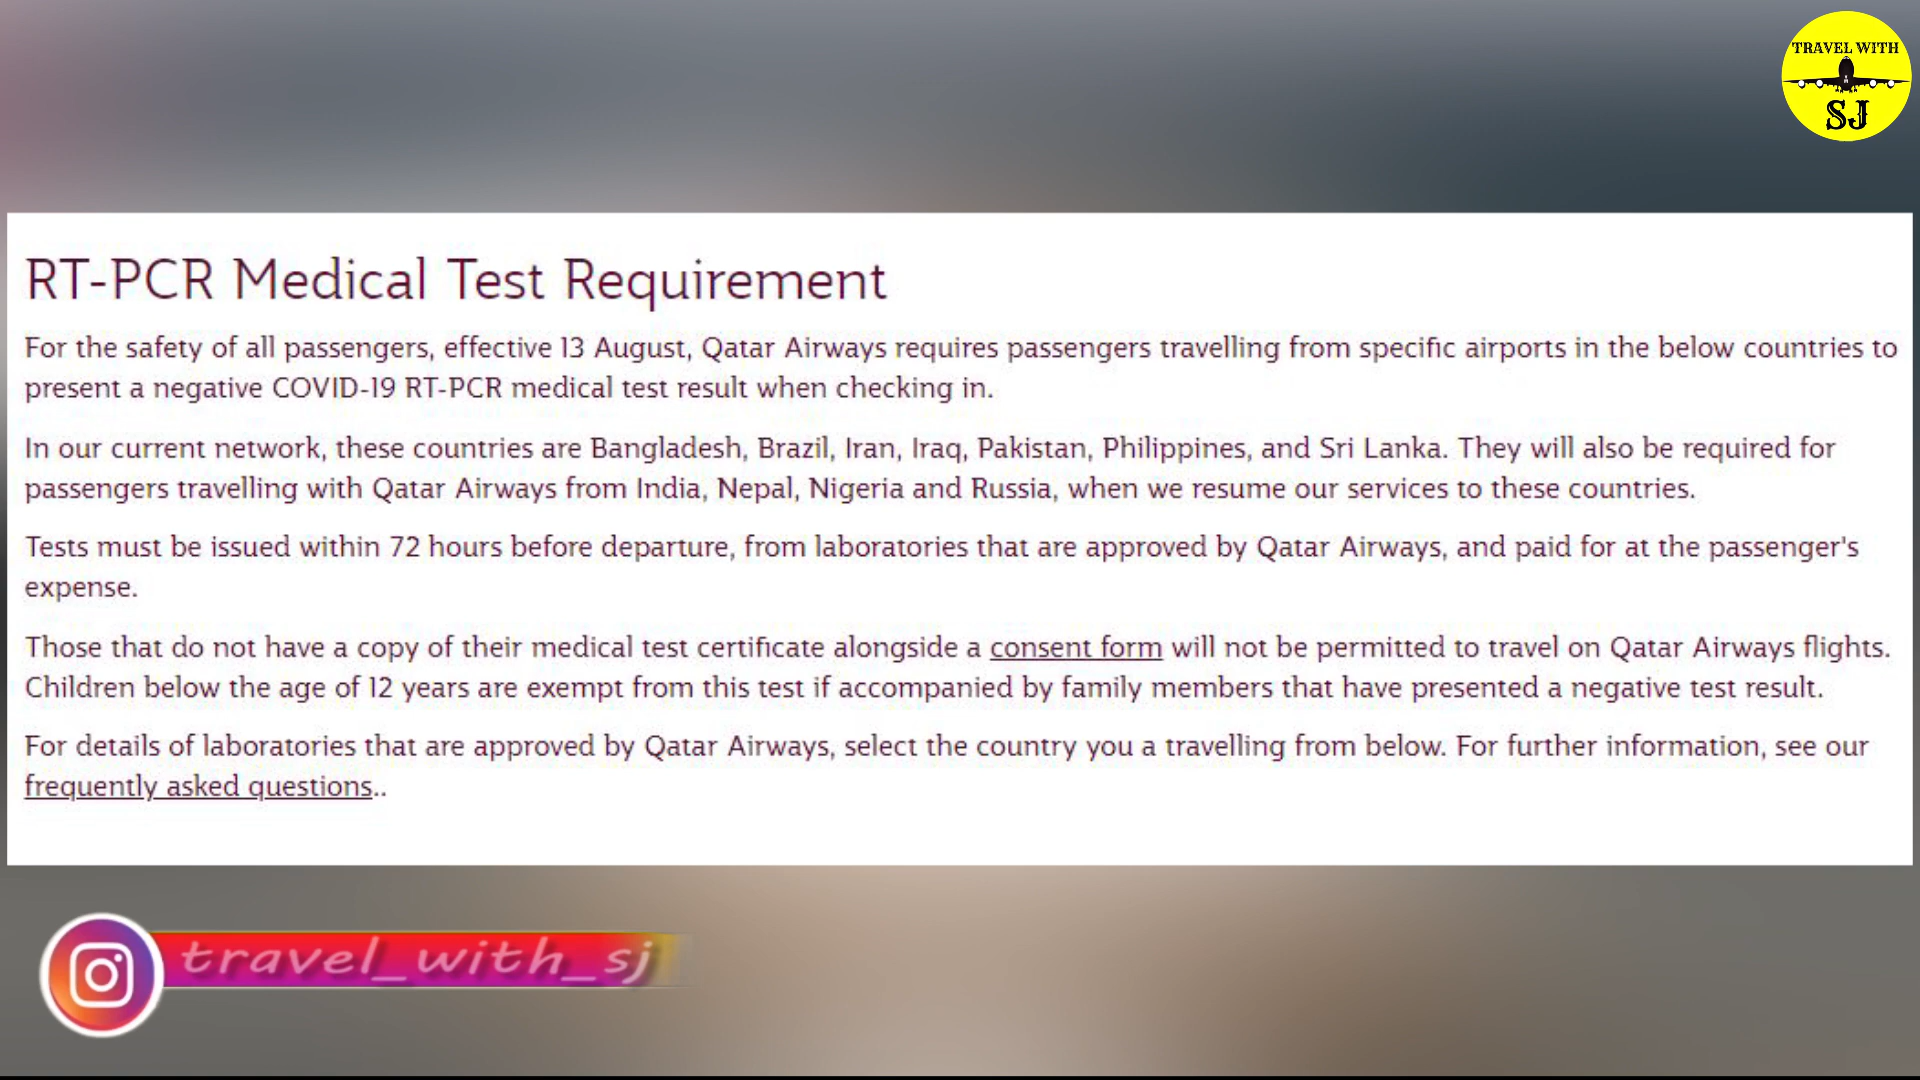 TRAVEL WITH
SJ
RT-PCR Medical Test Requirement
For the safety of all passengers, effective 13 August, Qatar Airways requires passengers travelling from specific airports in the below countries to
present a negative COVID-19 RT-PCR medical test result when checking in.
In our current network, these countries are Bangladesh, Brazil, Iran, Iraq, Pakistan, Philippines, and Sri Lanka. They will also be required for
passengers travelling with Qatar Airways from India, Nepal, Nigeria and Russia, when we resume our services to these countries.
Tests must be issued within 72 hours before departure, from laboratories that are approved by Qatar Airways, and paid for at the passenger's
expense.
Those that do not have a copy of their medical test certificate alongside a consent form will not be permitted to travel on Qatar Airways flights.
Children below the age of 12 years are exempt from this test if accompanied by family members that have presented a negative test result.
For details of laboratories that are approved by Qatar Airways, select the country you a travelling from below. For further information, see our
frequently asked questions..
travel_with_sj